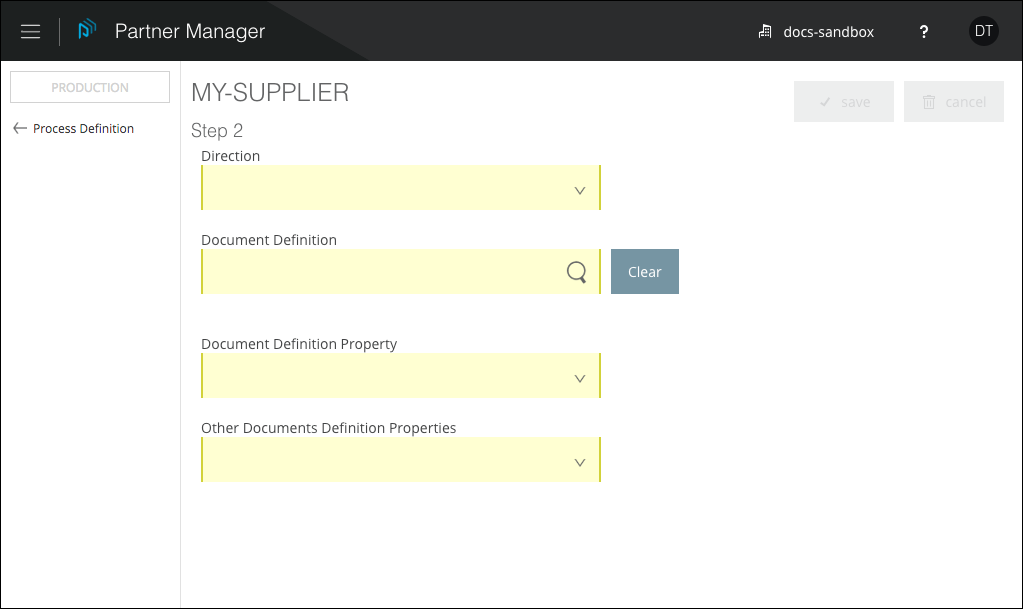 Partner Manager
docs-sandbox
?
DT
PRODUCTION
Process Definition
MY-SUPPLIER
save
cancel
Step 2
Direction
Document Definition
Clear
Document Definition Property
Other Documents Definition Properties